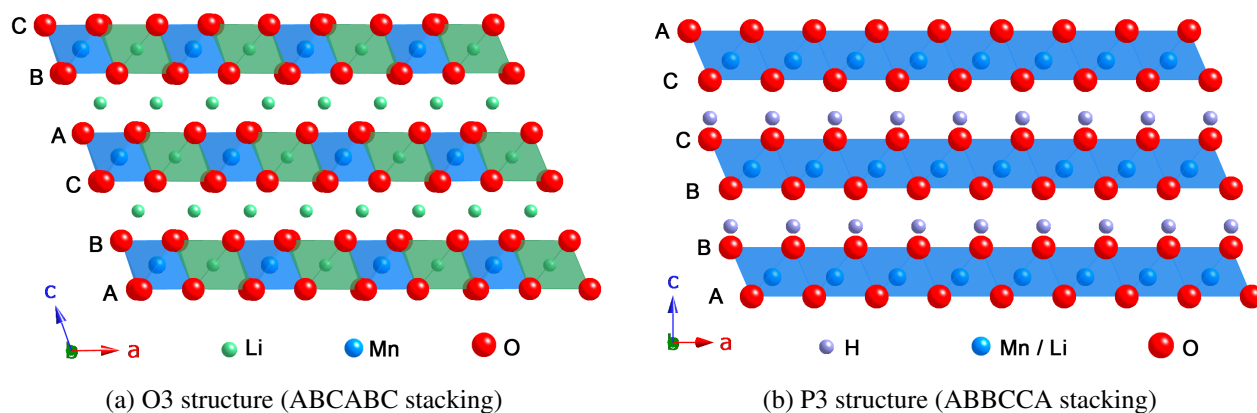 C
B
A
C
B
A
c
b
a
Li
Mn
O
(a) O3 structure (ABCABC stacking)
A
C
C
B
B
A
c
b
a
H
Mn / Li
O
(b) P3 structure (ABBCCA stacking)